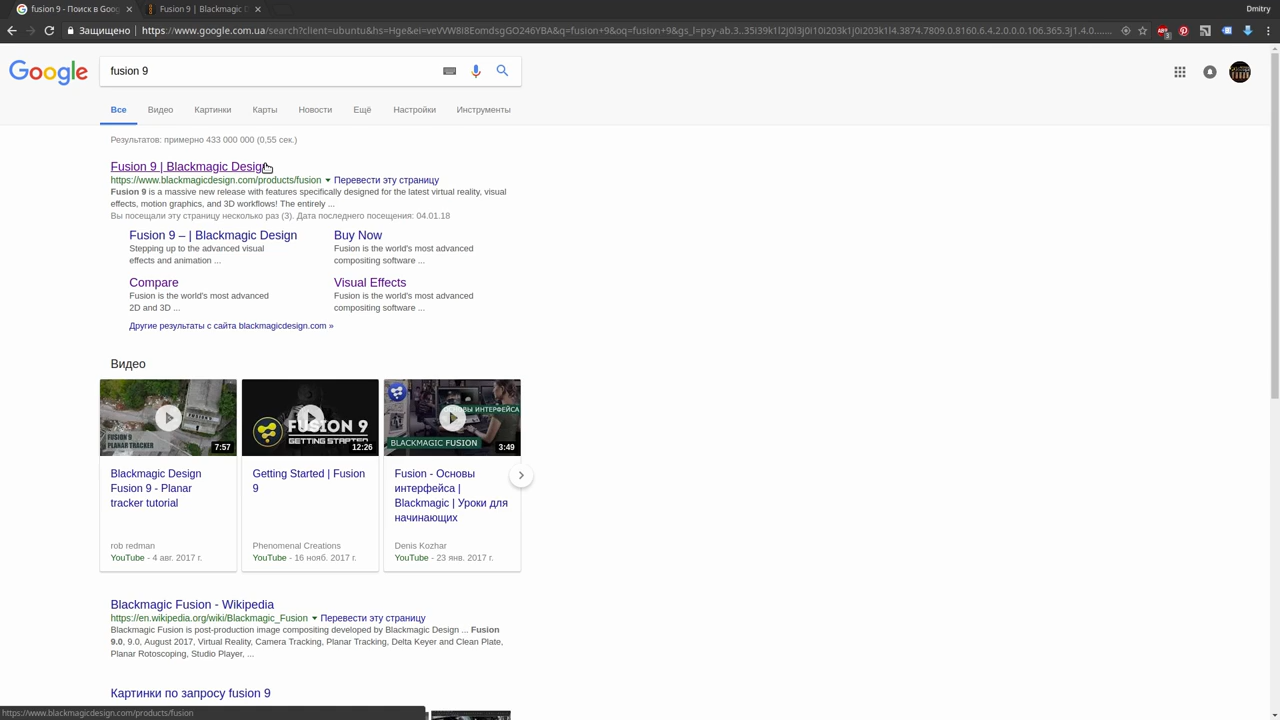 fusion 9 - Поиск в Goog
Fusion 9 | Blackmagic D
Dmitry
Защищено
https://www.google.com.ua/search?client=ubuntu&hs=Hge&ei=veVVW8I8EomdsgGO246YBA&q=fusion+9&oq=fusion+9&gs_l=psy-ab.3..35i39k1l2j0l3j0i10l203k1j0i203k1l4.3874.7809.0.8160.6.4.2.0.0.0.106.365.3j1.4.0.......
Google
fusion 9
Все Видео Картинки Карты Новости Ещё Настройки Инструменты
Результатов: примерно 433 000 000 (0,55 сек.)
Fusion 9 | Blackmagic Design
https://www.blackmagicdesign.com/products/fusion Перевести эту страницу
Fusion 9 is a massive new release with features specifically designed for the latest virtual reality, visual
effects, motion graphics, and 3D workflows! The entirely ...
Вы посещали эту страницу несколько раз (3). Дата последнего посещения: 04.01.18
Fusion 9 – | Blackmagic Design
Stepping up to the advanced visual
effects and animation ...
Buy Now
Fusion is the world's most advanced
compositing software ...
Compare
Fusion is the world's most advanced
2D and 3D ...
Visual Effects
Fusion is the world's most advanced
compositing software ...
Другие результаты с сайта blackmagicdesign.com »
Видео
FUSION 9
PLANAR TRACKER
7:57
FUSION 9
GETTING STARTED
12:26
ОСНОВЫ ИНТЕРФЕЙСА
BLACKMAGIC FUSION
3:49
Blackmagic Design
Fusion 9 - Planar
tracker tutorial
rob redman
YouTube - 4 авг. 2017 г.
Getting Started | Fusion
9
Phenomenal Creations
YouTube - 16 нояб. 2017 г.
Fusion - Основы
интерфейса |
Blackmagic | Уроки для
начинающих
Denis Kozhar
YouTube - 23 янв. 2017 г.
Blackmagic Fusion - Wikipedia
https://en.wikipedia.org/wiki/Blackmagic_Fusion Перевести эту страницу
Blackmagic Fusion is post-production image compositing developed by Blackmagic Design ... Fusion
9.0, 9.0, August 2017, Virtual Reality, Camera Tracking, Planar Tracking, Delta Keyer and Clean Plate,
Planar Rotoscoping, Studio Player, ...
Картинки по запросу fusion 9
https://www.blackmagicdesign.com/products/fusion